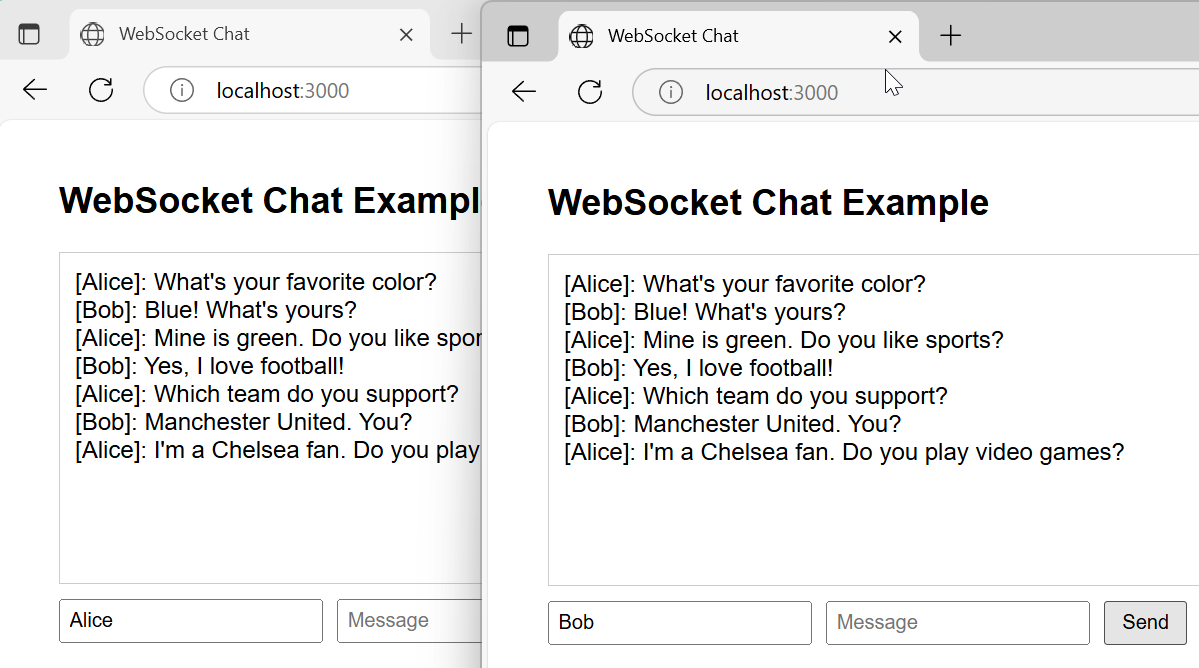 WebSocket Chat
localhost:3000
WebSocket Chat Exampl
[Alice]: What's your favorite color?
[Bob]: Blue! What's yours?
[Alice]: Mine is green. Do you like spor
[Bob]: Yes, I love football!
[Alice]: Which team do you support?
[Bob]: Manchester United. You?
[Alice]: I'm a Chelsea fan. Do you play
Alice
Message
WebSocket Chat
localhost:3000
WebSocket Chat Example
[Alice]: What's your favorite color?
[Bob]: Blue! What's yours?
[Alice]: Mine is green. Do you like sports?
[Bob]: Yes, I love football!
[Alice]: Which team do you support?
[Bob]: Manchester United. You?
[Alice]: I'm a Chelsea fan. Do you play video games?
Bob
Message
Send